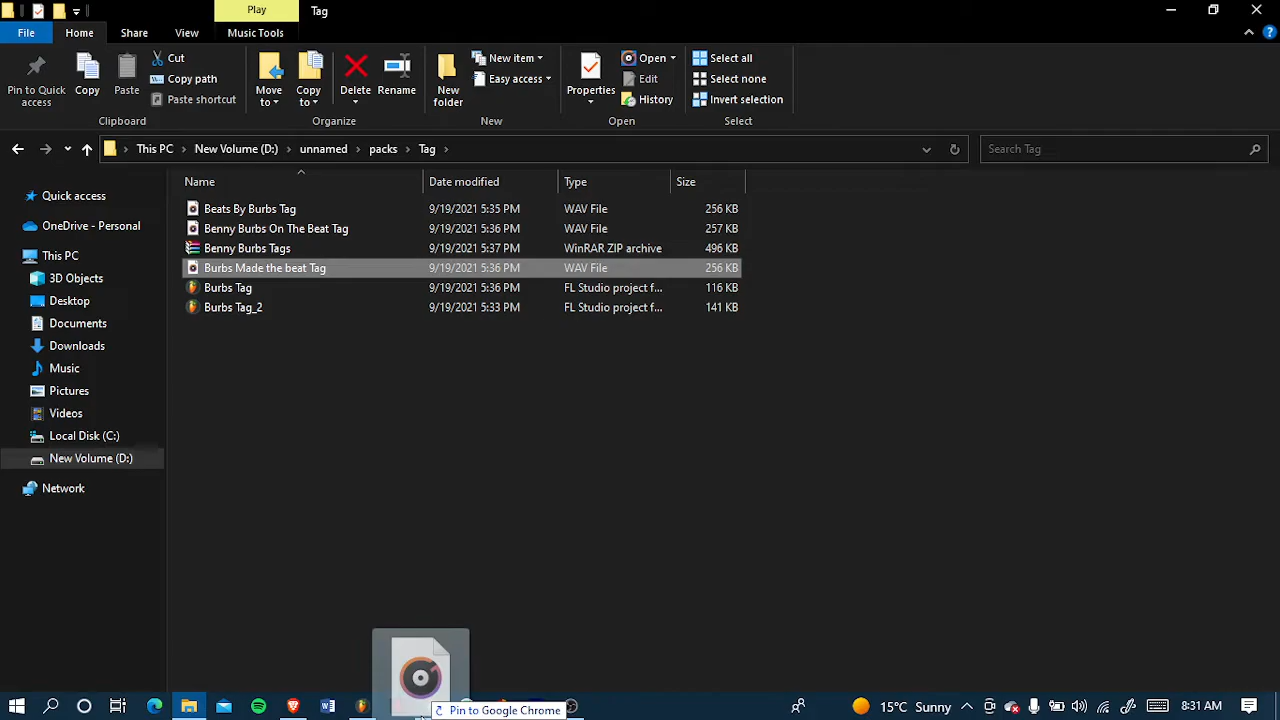 Play
Tag
File
Home
Share
View
Music Tools
Pin to Quick access
Copy
Paste
Cut
Copy path
Paste shortcut
Clipboard
Move to
Copy to
Delete
Rename
Organize
New folder
New item
Easy access
New
Properties
Open
Edit
History
Open
Select all
Select none
Invert selection
Select
This PC > New Volume (D:) > unnamed > packs > Tag >
Search Tag
Name Date modified Type Size
Beats By Burbs Tag 9/19/2021 5:35 PM WAV File 256 KB
Benny Burbs On The Beat Tag 9/19/2021 5:36 PM WAV File 257 KB
Benny Burbs Tags 9/19/2021 5:37 PM WinRAR ZIP archive 496 KB
Burbs Made the beat Tag 9/19/2021 5:36 PM WAV File 256 KB
Burbs Tag 9/19/2021 5:36 PM FL Studio project f... 116 KB
Burbs Tag_2 9/19/2021 5:33 PM FL Studio project f... 141 KB
Quick access
OneDrive - Personal
This PC
3D Objects
Desktop
Documents
Downloads
Music
Pictures
Videos
Local Disk (C:)
New Volume (D:)
Network
Pin to Google Chrome
15°C Sunny
8:31 AM